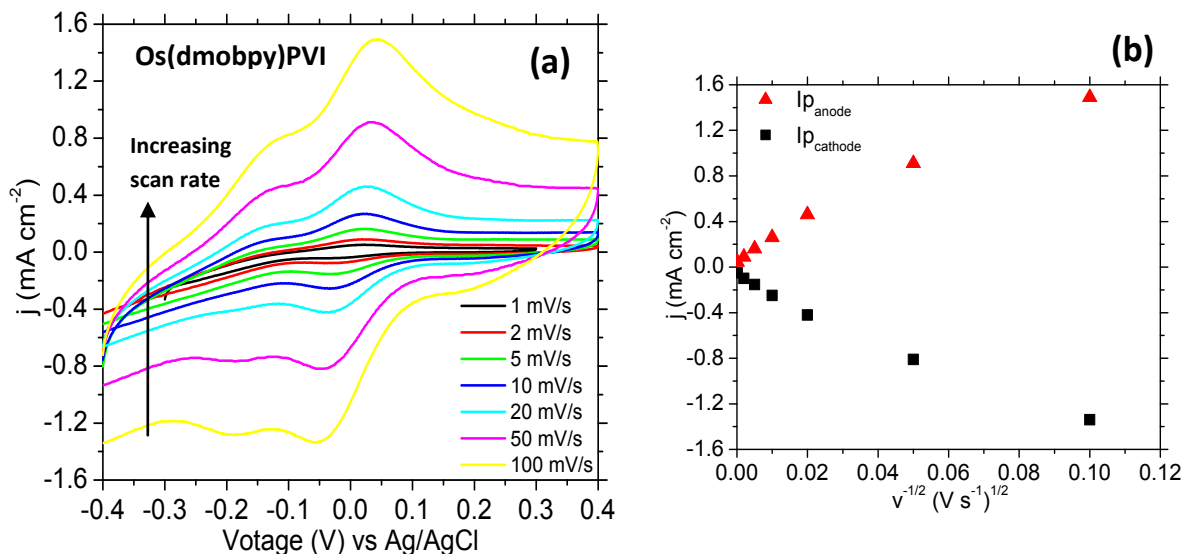 Os(dmobpy)PVI
(a)
Increasing
scan rate
j (mA cm-2)
1.6
1.2
0.8
0.4
0.0
-0.4
-0.8
-1.2
-1.6
1 mV/s
2 mV/s
5 mV/s
10 mV/s
20 mV/s
50 mV/s
100 mV/s
-0.4 -0.3 -0.2 -0.1 0.0 0.1 0.2 0.3 0.4
Votage (V) vs Ag/AgCl
(b)
Ip anode
Ip cathode
j (mA cm-2)
1.6
1.2
0.8
0.4
0.0
-0.4
-0.8
-1.2
-1.6
0.00 0.02 0.04 0.06 0.08 0.10 0.12
v-1/2 (V s-1)1/2